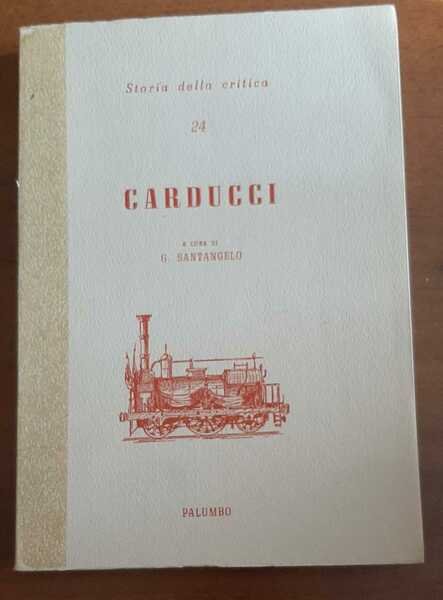 Storia della critica
24
CARDUCCI
A CURA DI
G. SANTANGELO
PALUMBO